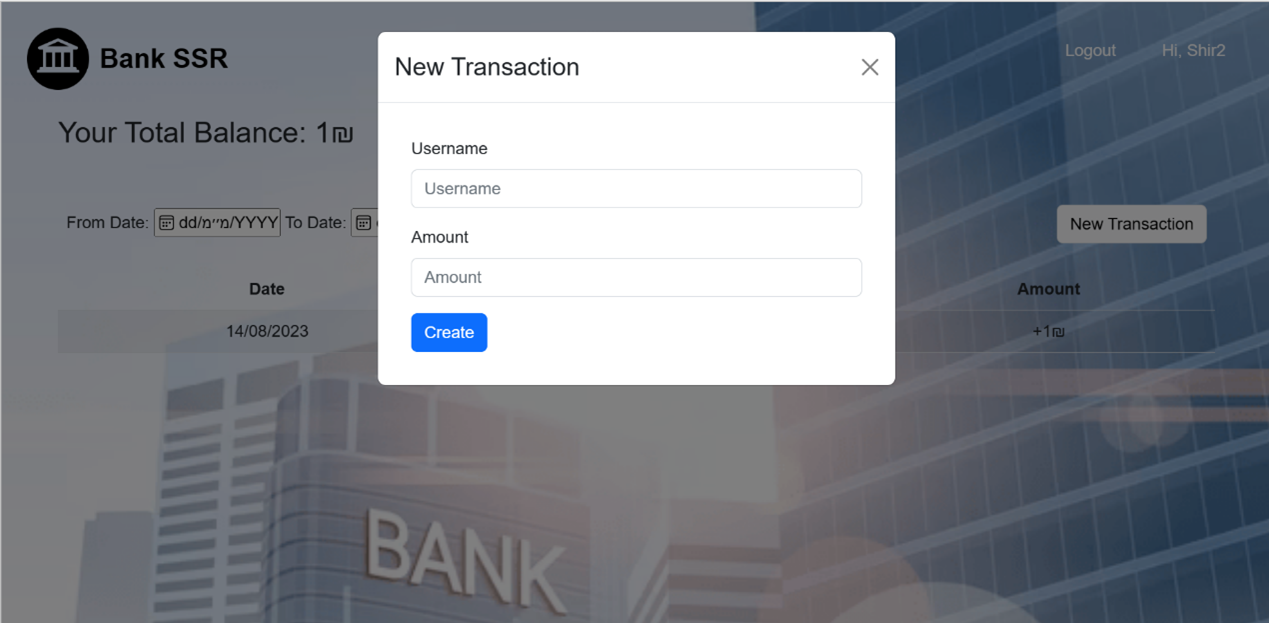 Bank SSR
Logout
Hi, Shir2
New Transaction
Your Total Balance: 1₪
Username
Username
From Date: dd/מ״מ/YYYY To Date:
New Transaction
Amount
Amount
Date
Amount
14/08/2023
+1₪
Create
BANK